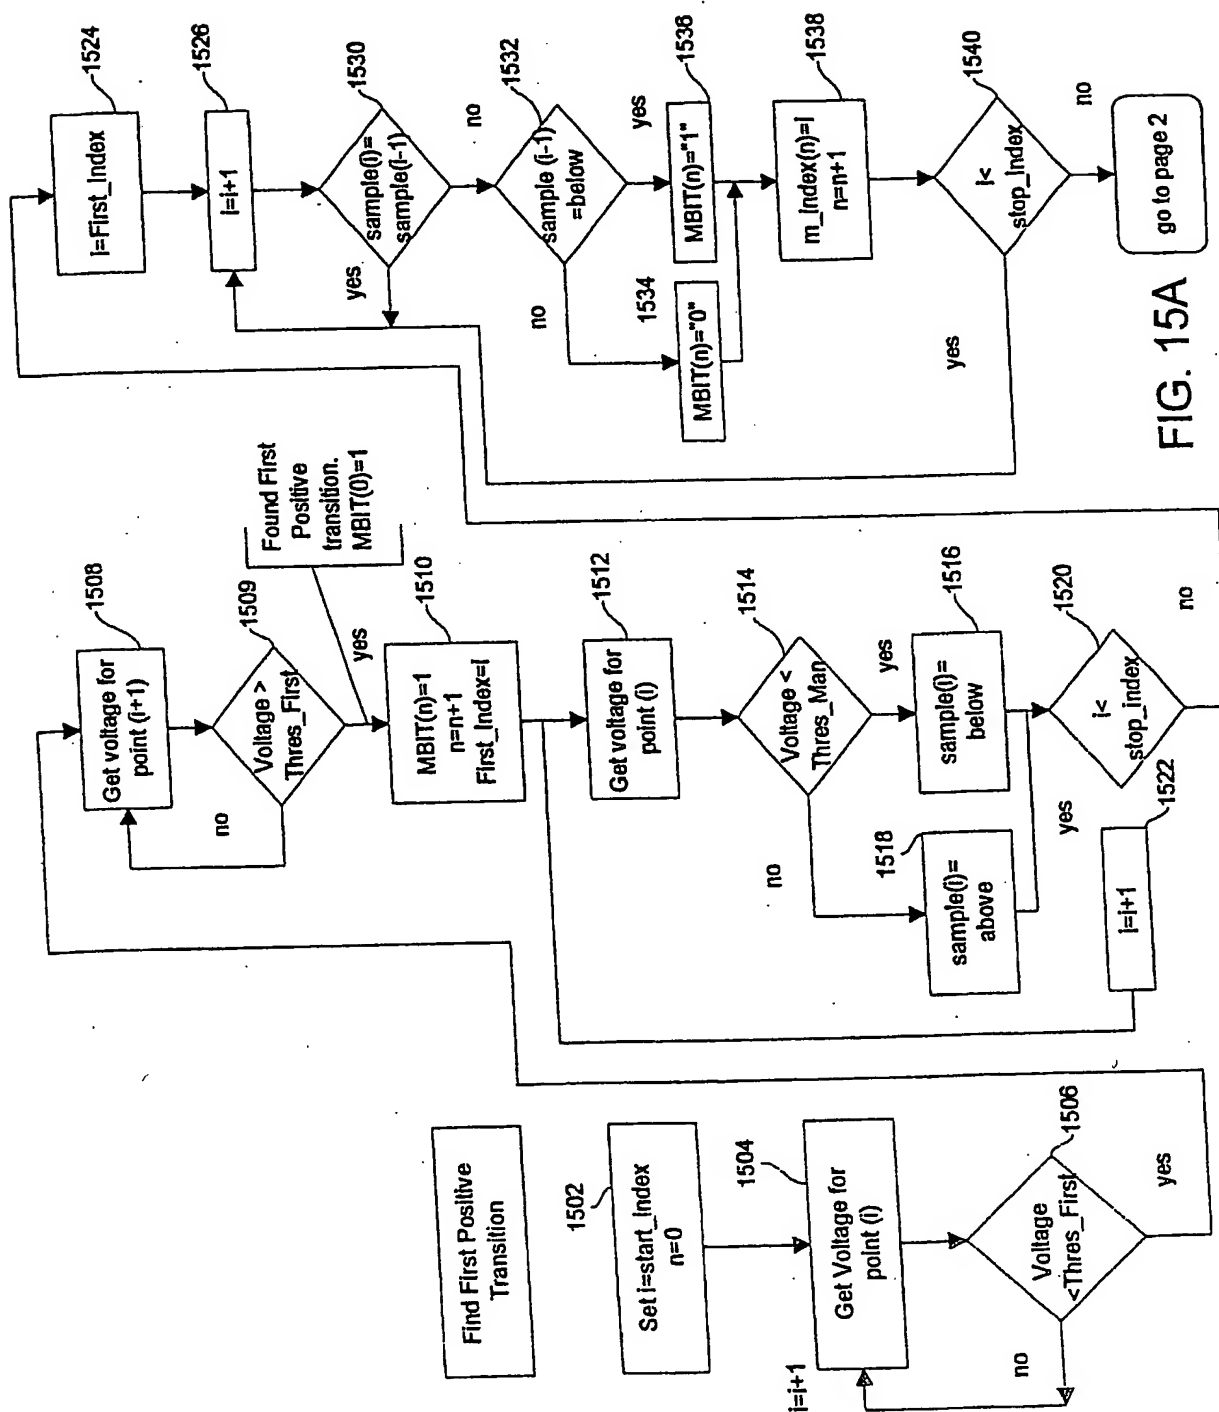 Find First Positive
Transition
1502
Set i=start_Index
n=0
1504
i=i+1
Get Voltage for
point (i)
1506
Voltage
<Thres_First
no
yes
1508
Get voltage for
point (i+1)
1509
Voltage >
Thres_First
no
yes
Found First
Positive
transition.
MBIT(0)=1
1510
MBIT(n)=1
n=n+1
First_Index=I
1512
Get voltage for
point (i)
1514
Voltage <
Thres_Man
no
yes
1518
sample(i)=
above
1516
sample(i)=
below
1520
i<
stop_index
yes
no
1522
i=i+1
1524
I=First_Index
1526
I=i+1
1530
sample(i)=
sample(i-1)
yes
no
1532
sample (i-1)
=below
no
yes
1534
MBIT(n)="0"
1536
MBIT(n)="1"
1538
m_Index(n)=I
n=n+1
1540
i<
stop_Index
yes
no
go to page 2
FIG. 15A